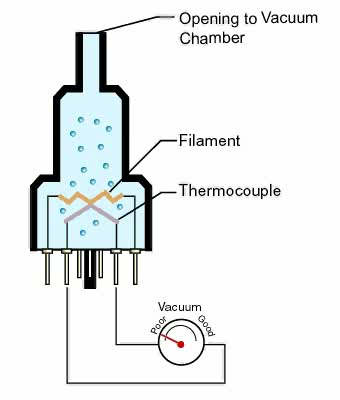 Opening to Vacuum
Chamber
Filament
Thermocouple
Vacuum
Poor
Good